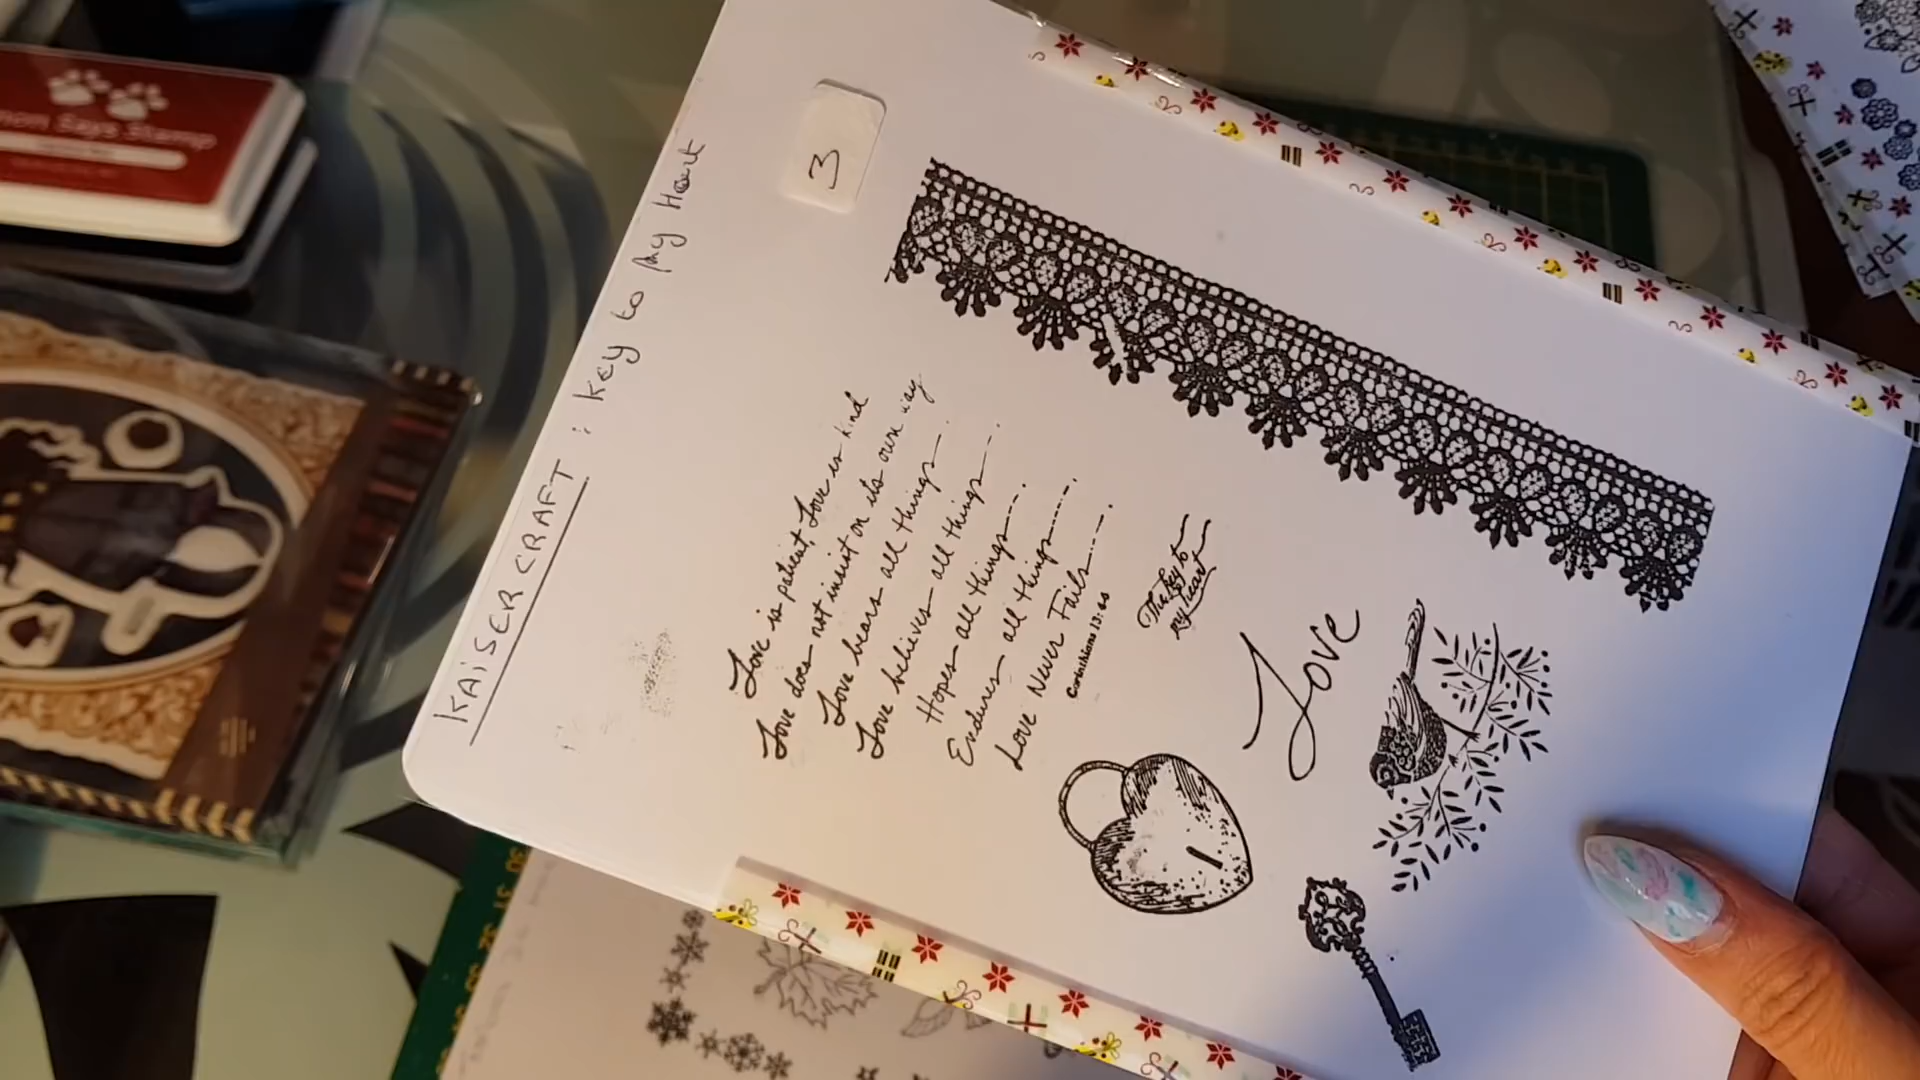 KAISERCRAFT : key to my Heart
3
Love is patient, Love is kind
Love does not insist on its own way
Love bears all things
Love believes all things
Hopes all things
Endures all things
Love Never Fails
Corinthians 13:
The key to
my heart
Love
Says Stamp